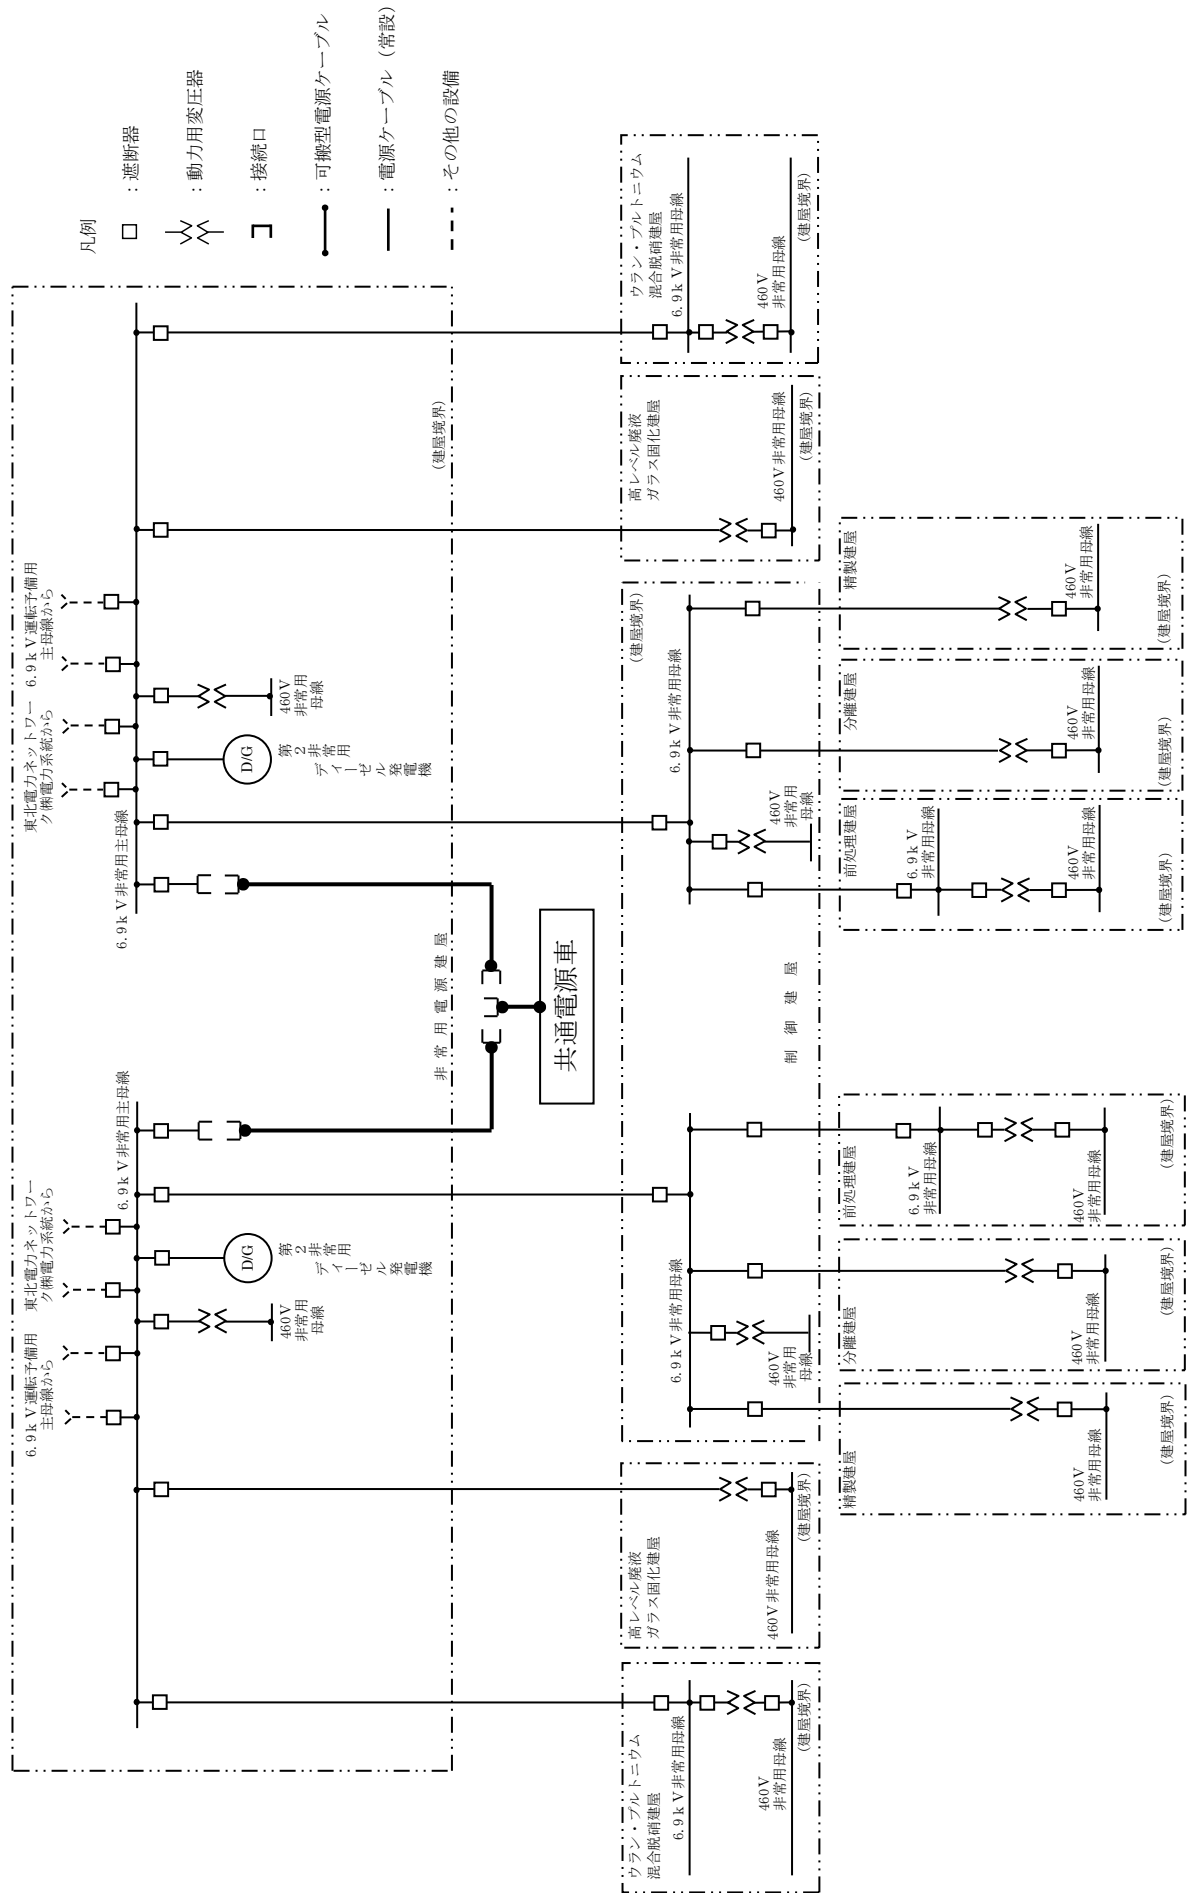 6.9kV運転予備用
主母線から
東北電力ネットワー
ク㈱電力系統から
東北電力ネットワー
ク㈱電力系統から
6.9kV運転予備用
主母線から
6.9kV非常用主母線
6.9kV非常用主母線
凡例
：遮断器
：動力用変圧器
：接続口
：可搬型電源ケーブル
：電源ケーブル（常設）
：その他の設備
460V
非常用
母線
D/G
第2非常用
ディーゼル発電機
D/G
第2非常用
ディーゼル発電機
460V
非常用
母線
非常用電源建屋
(建屋境界)
共通電源車
ウラン・プルトニウム
混合脱硝建屋
6.9kV非常用母線
460V
非常用母線
(建屋境界)
高レベル廃液
ガラス固化建屋
460V非常用母線
(建屋境界)
6.9kV非常用母線
460V
非常用
母線
制御建屋
(建屋境界)
6.9kV非常用母線
460V
非常用
母線
高レベル廃液
ガラス固化建屋
460V非常用母線
(建屋境界)
ウラン・プルトニウム
混合脱硝建屋
6.9kV非常用母線
460V
非常用母線
(建屋境界)
精製建屋
460V
非常用母線
(建屋境界)
分離建屋
460V
非常用母線
(建屋境界)
前処理建屋
6.9kV
非常用母線
460V
非常用母線
(建屋境界)
前処理建屋
6.9kV
非常用母線
460V
非常用母線
(建屋境界)
分離建屋
460V
非常用母線
(建屋境界)
精製建屋
460V
非常用母線
(建屋境界)